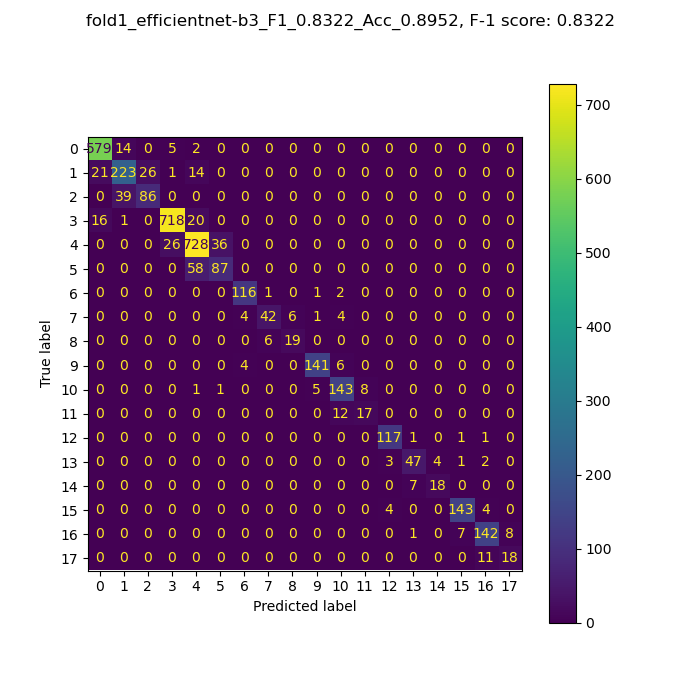 fold1_efficientnet-b3_F1_0.8322_Acc_0.8952, F-1 score: 0.8322
True label
0 579 14 0 5 2 0 0 0 0 0 0 0 0 0 0 0 0 0
1 21 223 26 1 14 0 0 0 0 0 0 0 0 0 0 0 0 0
2 0 39 86 0 0 0 0 0 0 0 0 0 0 0 0 0 0 0
3 16 1 0 718 20 0 0 0 0 0 0 0 0 0 0 0 0 0
4 0 0 0 26 728 36 0 0 0 0 0 0 0 0 0 0 0 0
5 0 0 0 0 58 87 0 0 0 0 0 0 0 0 0 0 0 0
6 0 0 0 0 0 0 116 1 0 1 2 0 0 0 0 0 0 0
7 0 0 0 0 0 0 4 42 6 1 4 0 0 0 0 0 0 0
8 0 0 0 0 0 0 0 6 19 0 0 0 0 0 0 0 0 0
9 0 0 0 0 0 0 4 0 0 141 6 0 0 0 0 0 0 0
10 0 0 0 0 1 1 0 0 0 5 143 8 0 0 0 0 0 0
11 0 0 0 0 0 0 0 0 0 0 12 17 0 0 0 0 0 0
12 0 0 0 0 0 0 0 0 0 0 0 0 117 1 0 1 1 0
13 0 0 0 0 0 0 0 0 0 0 0 0 3 47 4 1 2 0
14 0 0 0 0 0 0 0 0 0 0 0 0 0 7 18 0 0 0
15 0 0 0 0 0 0 0 0 0 0 0 0 4 0 0 143 4 0
16 0 0 0 0 0 0 0 0 0 0 0 0 0 1 0 7 142 8
17 0 0 0 0 0 0 0 0 0 0 0 0 0 0 0 0 11 18
0 1 2 3 4 5 6 7 8 9 10 11 12 13 14 15 16 17
Predicted label
700
600
500
400
300
200
100
0